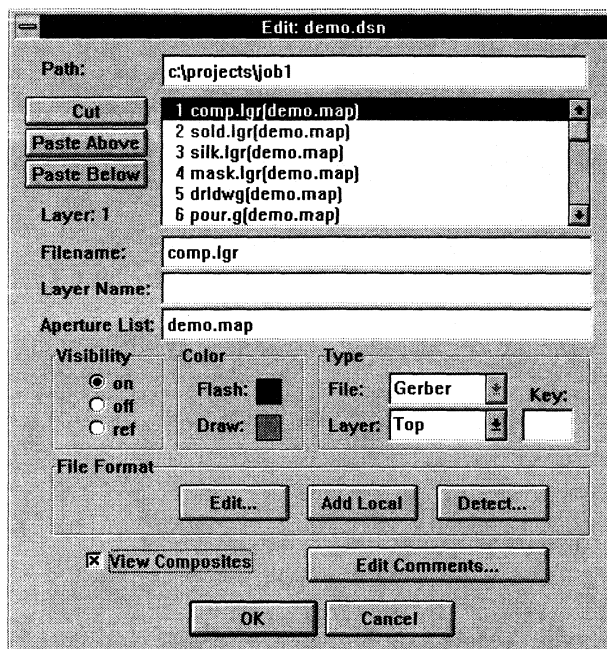 Edit: demo.dsn
Path: c:\projects\job1
Cut
Paste Above
Paste Below
1 comp.lgr(demo.map)
2 sold.lgr(demo.map)
3 silk.lgr(demo.map)
4 mask.lgr(demo.map)
5 drldwg(demo.map)
6 pour.g(demo.map)
Layer: 1
Filename: comp.lgr
Layer Name:
Aperture List: demo.map
Visibility
on
off
ref
Color
Flash:
Draw:
Type
File: Gerber
Layer: Top
Key:
File Format
Edit... Add Local Detect...
View Composites Edit Comments...
OK Cancel